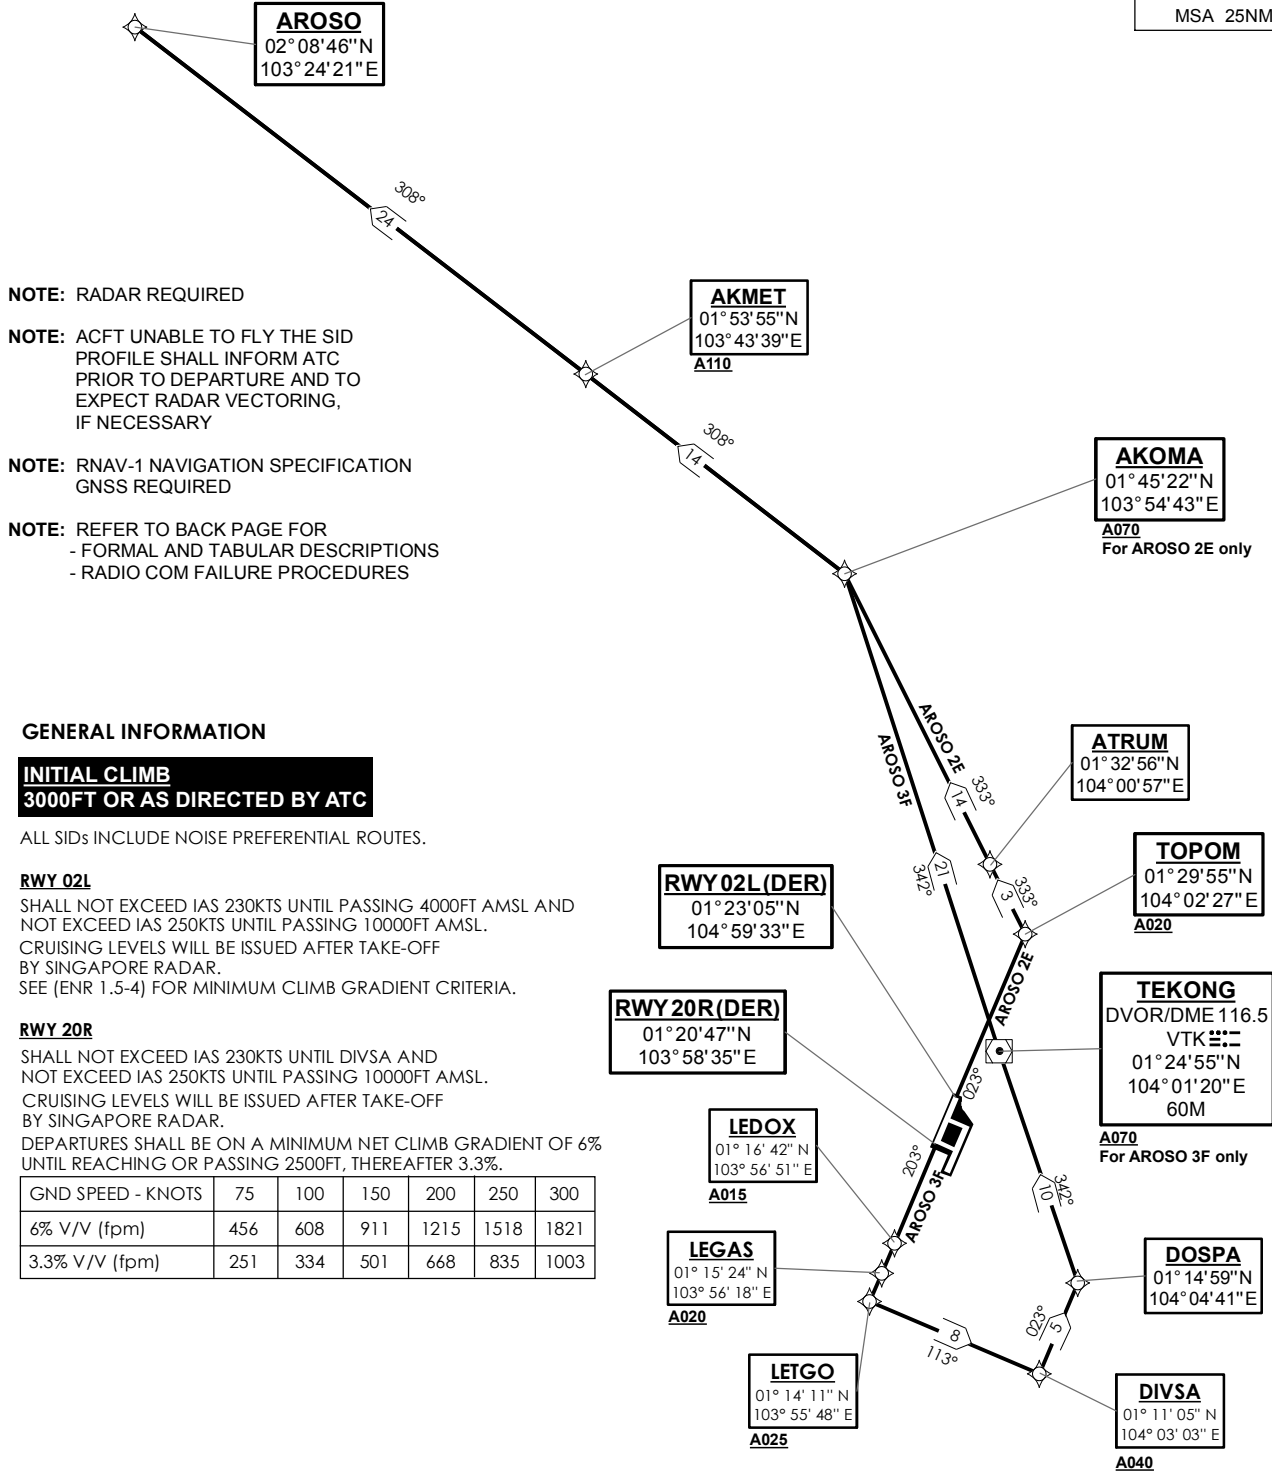 MSA 25NM
AROSO
02°08'46"N
103°24'21"E
308°
24
NOTE: RADAR REQUIRED
NOTE: ACFT UNABLE TO FLY THE SID
PROFILE SHALL INFORM ATC
PRIOR TO DEPARTURE AND TO
EXPECT RADAR VECTORING,
IF NECESSARY
NOTE: RNAV-1 NAVIGATION SPECIFICATION
GNSS REQUIRED
NOTE: REFER TO BACK PAGE FOR
- FORMAL AND TABULAR DESCRIPTIONS
- RADIO COM FAILURE PROCEDURES
AKMET
01°53'55"N
103°43'39"E
A110
308°
14
AKOMA
01°45'22"N
103°54'43"E
A070
For AROSO 2E only
AROSO 2E
AROSO 3F
333°
14
21
342°
ATRUM
01°32'56"N
104°00'57"E
333°
3
TOPOM
01°29'55"N
104°02'27"E
A020
AROSO 2E
GENERAL INFORMATION
INITIAL CLIMB
3000FT OR AS DIRECTED BY ATC
ALL SIDs INCLUDE NOISE PREFERENTIAL ROUTES.
RWY 02L
SHALL NOT EXCEED IAS 230KTS UNTIL PASSING 4000FT AMSL AND
NOT EXCEED IAS 250KTS UNTIL PASSING 10000FT AMSL.
CRUISING LEVELS WILL BE ISSUED AFTER TAKE-OFF
BY SINGAPORE RADAR.
SEE (ENR 1.5-4) FOR MINIMUM CLIMB GRADIENT CRITERIA.
RWY 20R
SHALL NOT EXCEED IAS 230KTS UNTIL DIVSA AND
NOT EXCEED IAS 250KTS UNTIL PASSING 10000FT AMSL.
CRUISING LEVELS WILL BE ISSUED AFTER TAKE-OFF
BY SINGAPORE RADAR.
DEPARTURES SHALL BE ON A MINIMUM NET CLIMB GRADIENT OF 6%
UNTIL REACHING OR PASSING 2500FT, THEREAFTER 3.3%.
GND SPEED - KNOTS 75 100 150 200 250 300
6% V/V (fpm) 456 608 911 1215 1518 1821
3.3% V/V (fpm) 251 334 501 668 835 1003
RWY 02L(DER)
01°23'05"N
104°59'33"E
RWY 20R(DER)
01°20'47"N
103°58'35"E
TEKONG
DVOR/DME 116.5
VTK
01°24'55"N
104°01'20"E
60M
A070
For AROSO 3F only
023°
203°
AROSO 3F
LEDOX
01° 16' 42" N
103° 56' 51" E
A015
LEGAS
01° 15' 24" N
103° 56' 18" E
A020
LETGO
01° 14' 11" N
103° 55' 48" E
A025
8
113°
342°
10
023°
5
DOSPA
01°14'59"N
104°04'41"E
DIVSA
01° 11' 05" N
104° 03' 03" E
A040